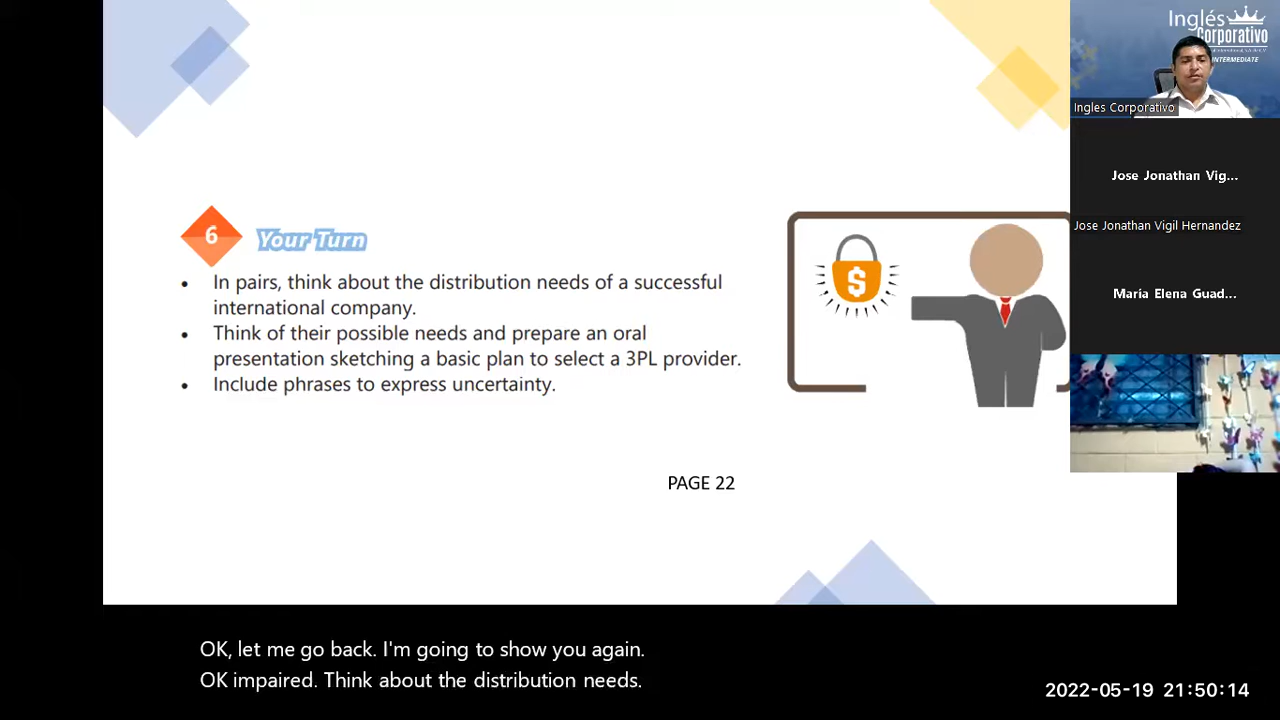 6 Your Turn
• In pairs, think about the distribution needs of a successful
international company.
• Think of their possible needs and prepare an oral
presentation sketching a basic plan to select a 3PL provider.
• Include phrases to express uncertainty.
$
PAGE 22
Inglés
Corporativo
INTERMEDIATE
Ingles Corporativo
Jose Jonathan Vig...
Jose Jonathan Vigil Hernandez
María Elena Guad...
OK, let me go back. I'm going to show you again.
OK impaired. Think about the distribution needs.
2022-05-19 21:50:14